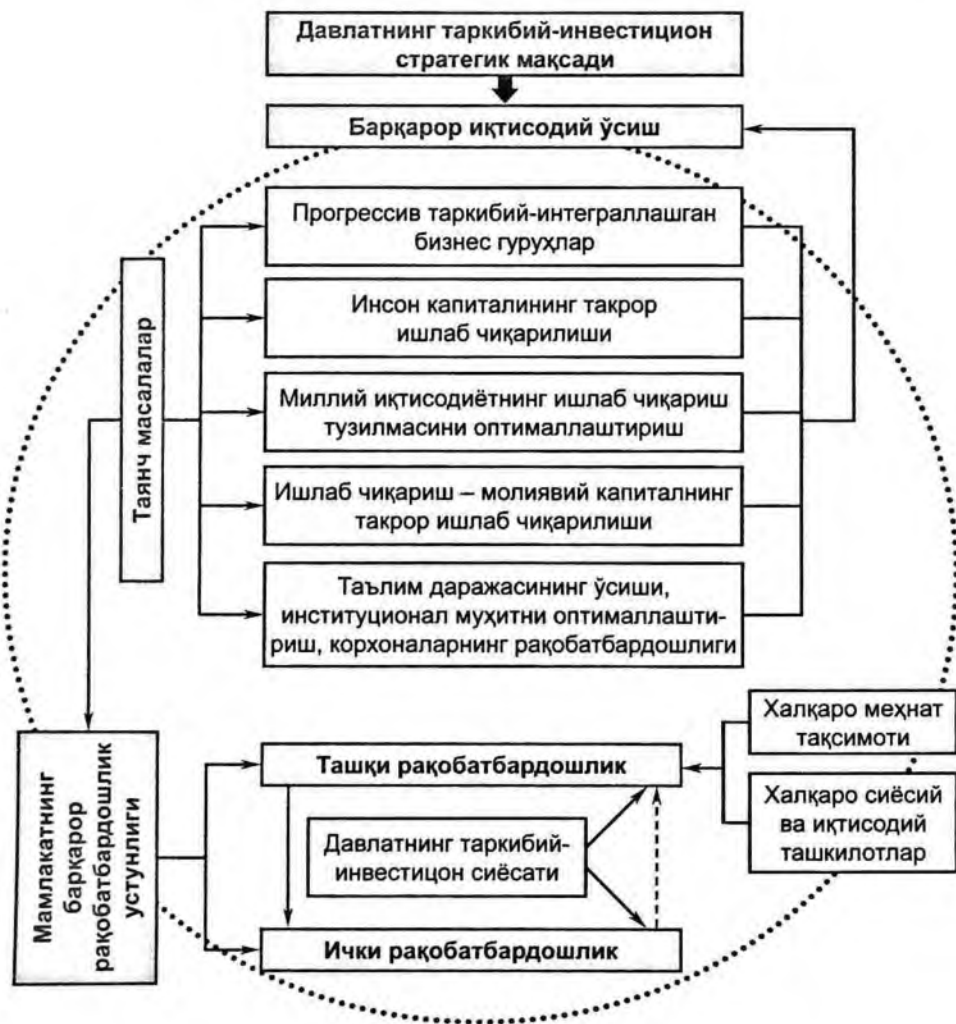 Давлатнинг таркибий-инвестицион
стратегик мақсади
Барқарор иқтисодий ўсиш
Прогрессив таркибий-интеграллашган
бизнес гуруҳлар
Таянч масалалар
Инсон капиталининг такрор
ишлаб чиқарилиши
Миллий иқтисодиётнинг ишлаб чиқариш
тузилмасини оптималлаштириш
Ишлаб чиқариш – молиявий капиталнинг
такрор ишлаб чиқарилиши
Таълим даражасининг ўсиши,
институционал муҳитни оптималлашти-
риш, корхоналарнинг рақобатбардошлиги
Мамлакатнинг
барқарор
рақобатбардошлик
устунлиги
Ташқи рақобатбардошлик
Давлатнинг таркибий-
инвестицон сиёсати
Ички рақобатбардошлик
Халқаро меҳнат
тақсимоти
Халқаро сиёсий
ва иқтисодий
ташкилотлар